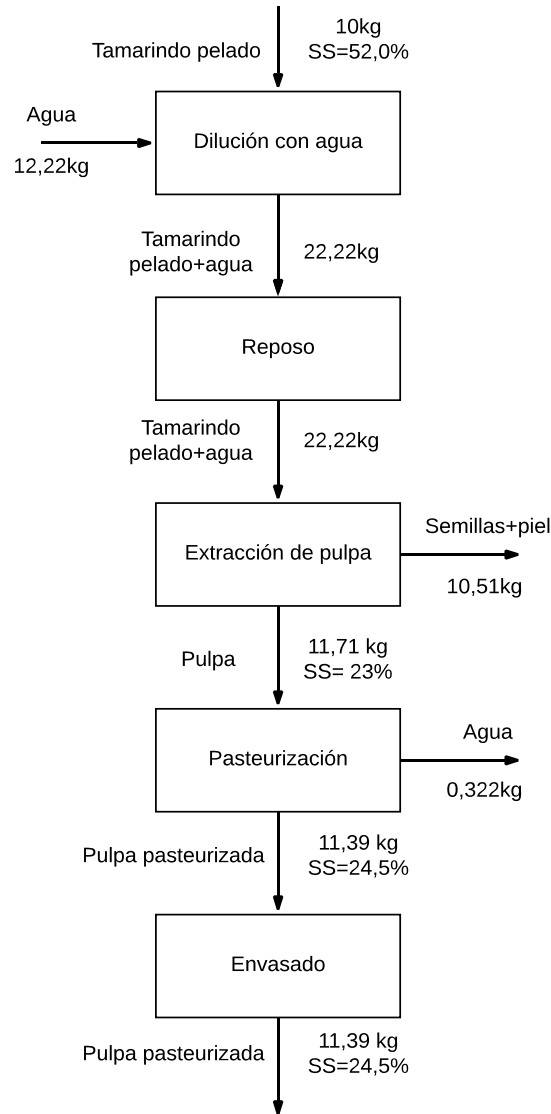 10kg
Tamarindo pelado
SS=52,0%
Agua
12,22kg
Dilución con agua
Tamarindo
pelado+agua
22,22kg
Reposo
Tamarindo
pelado+agua
22,22kg
Extracción de pulpa
Semillas+piel
10,51kg
Pulpa
11,71 kg
SS= 23%
Pasteurización
Agua
0,322kg
Pulpa pasteurizada
11,39 kg
SS=24,5%
Envasado
Pulpa pasteurizada
11,39 kg
SS=24,5%